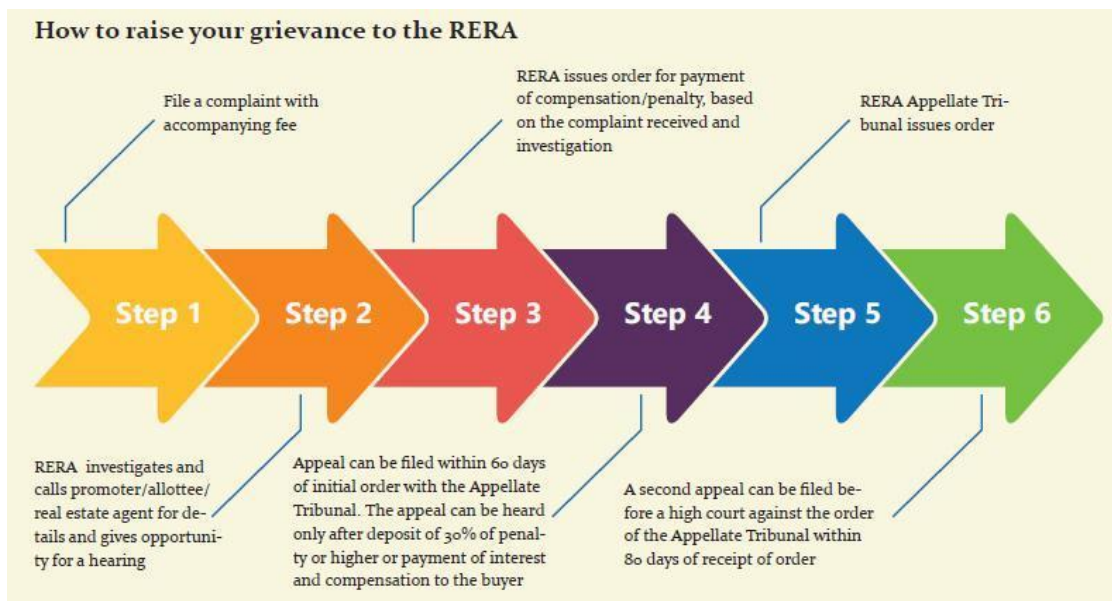 How to raise your grievance to the RERA
File a complaint with
accompanying fee
RERA issues order for payment
of compensation/penalty, based
on the complaint received and
investigation
RERA Appellate Tri-
bunal issues order
Step 1
Step 2
Step 3
Step 4
Step 5
Step 6
RERA investigates and
calls promoter/allottee/
real estate agent for de-
tails and gives opportuni-
ty for a hearing
Appeal can be filed within 60 days
of initial order with the Appellate
Tribunal. The appeal can be heard
only after deposit of 30% of penal-
ty or higher or payment of interest
and compensation to the buyer
A second appeal can be filed be-
fore a high court against the order
of the Appellate Tribunal within
80 days of receipt of order